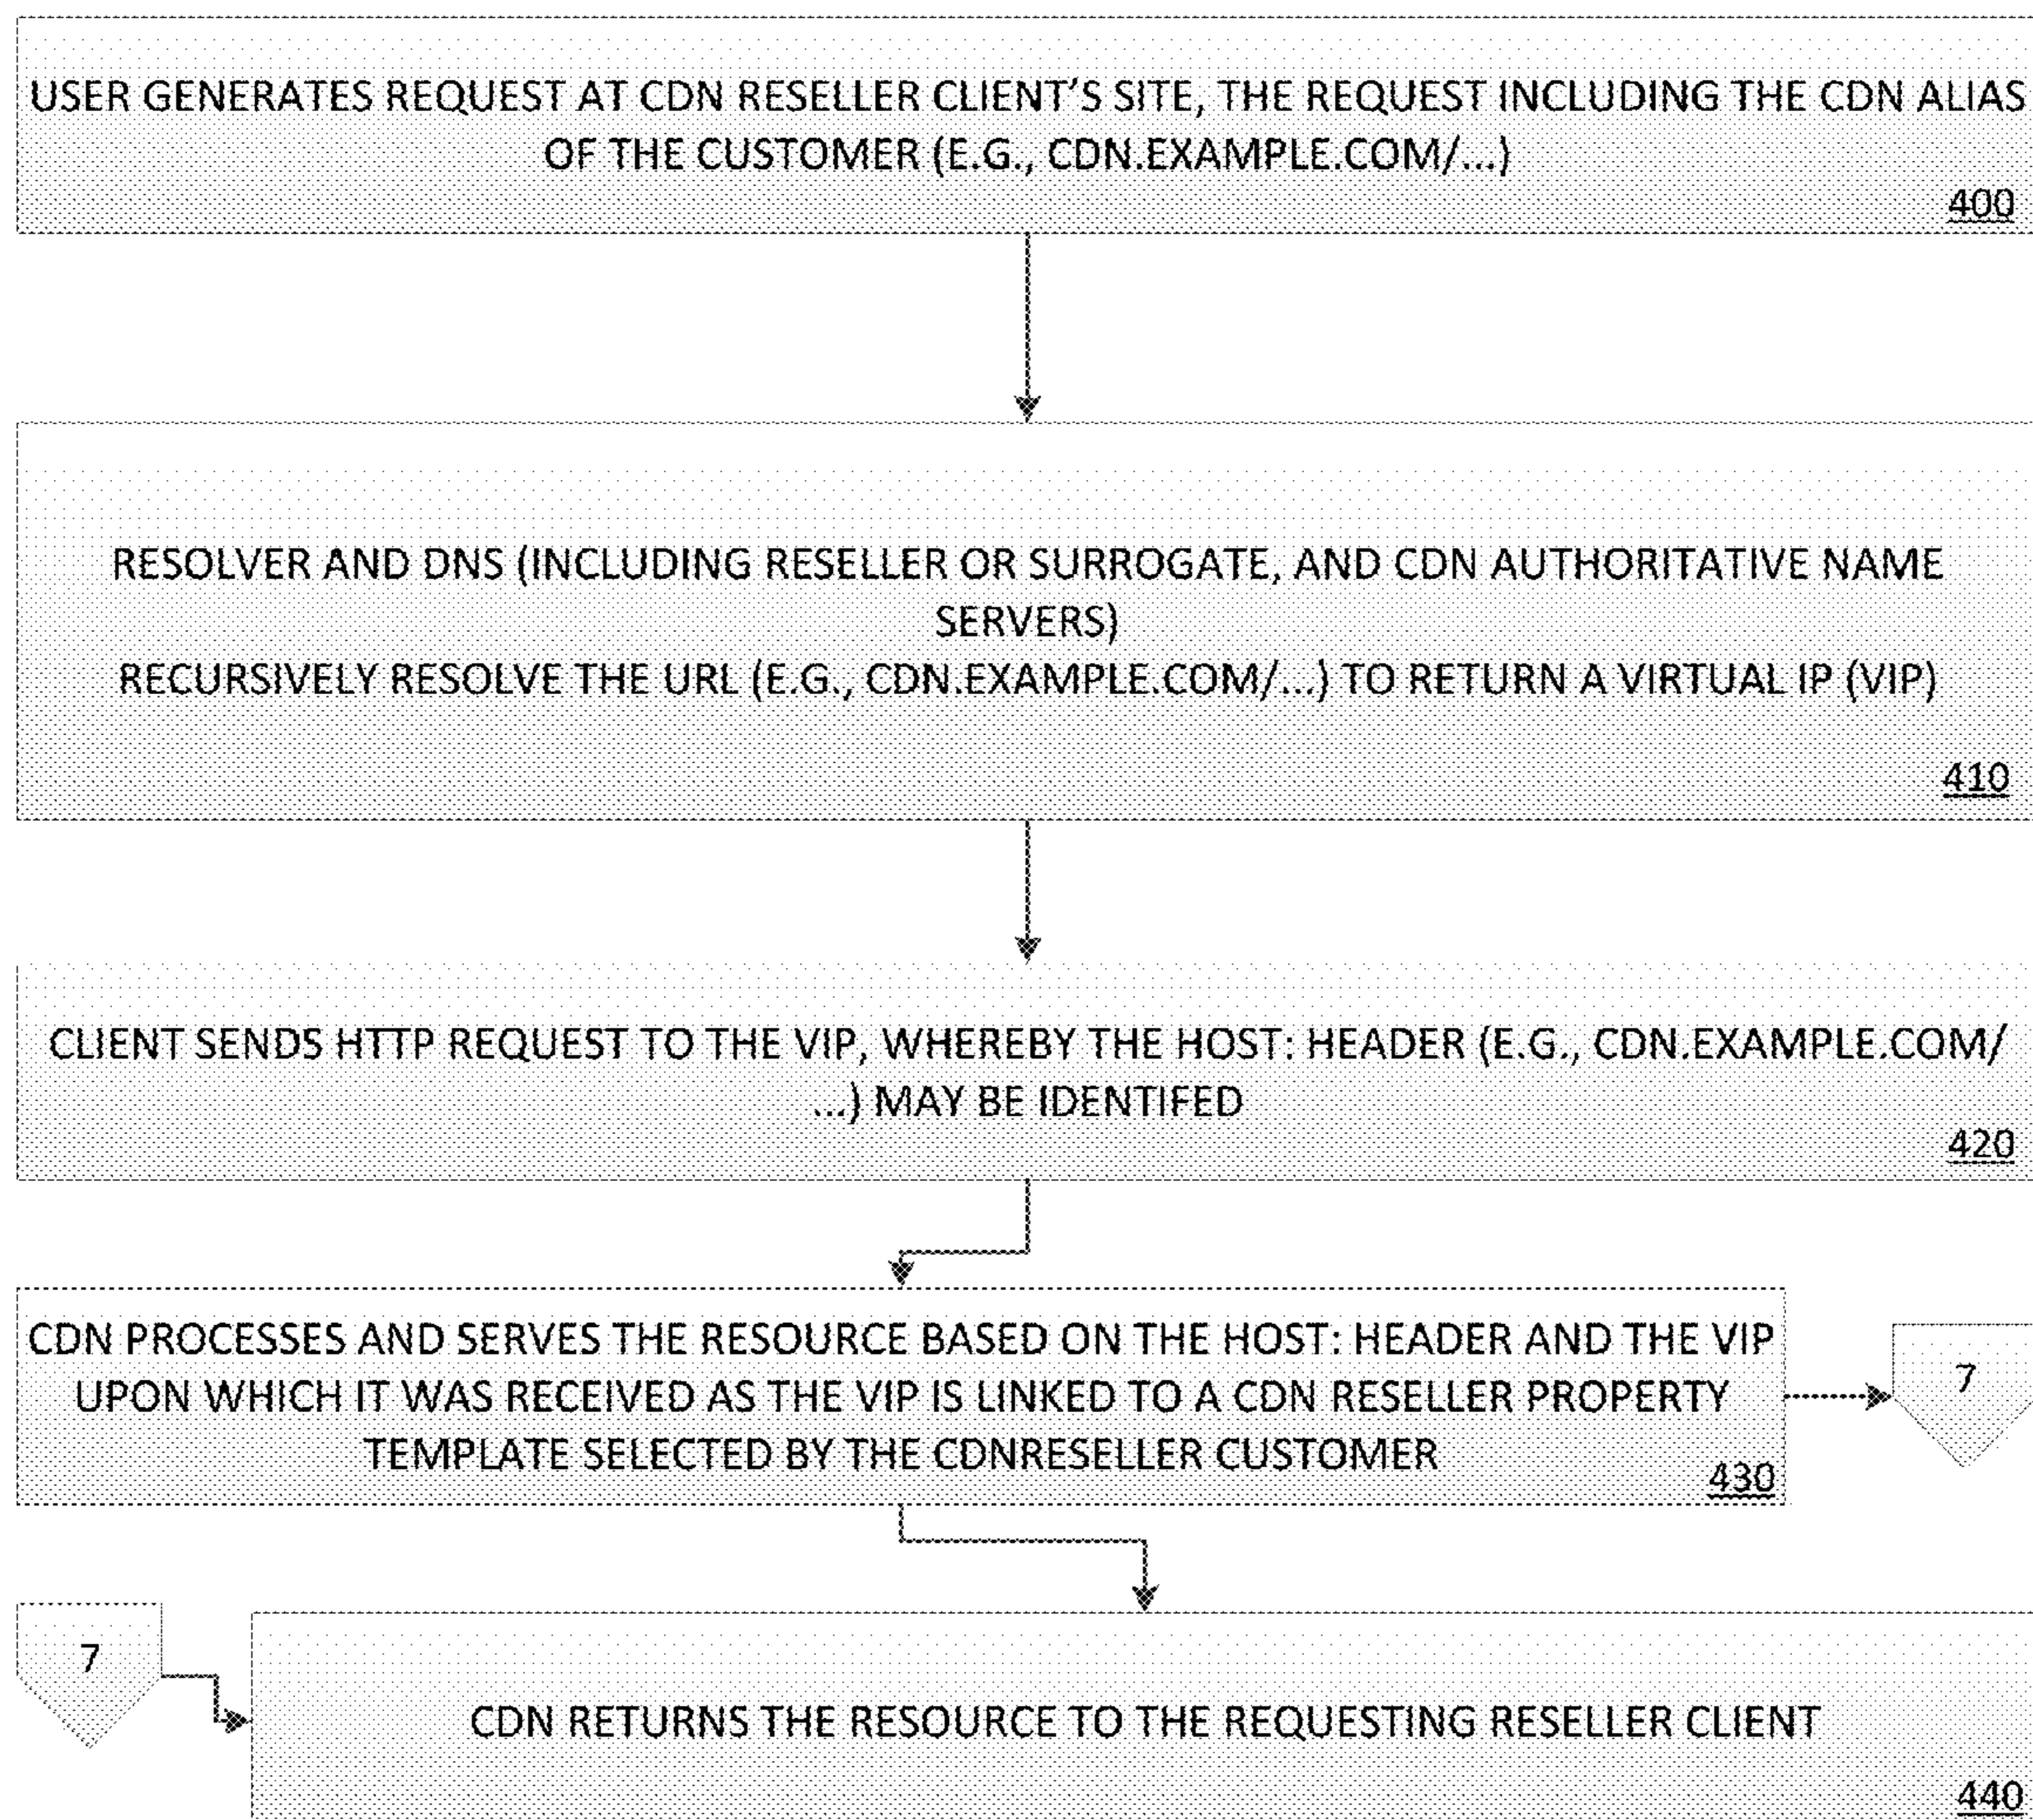 USER GENERATES REQUEST AT CDN RESELLER CLIENT'S SITE, THE REQUEST INCLUDING THE CDN ALIAS
OF THE CUSTOMER (E.G., CDN.EXAMPLE.COM/...)
400
RESOLVER AND DNS (INCLUDING RESELLER OR SURROGATE, AND CDN AUTHORITATIVE NAME
SERVERS)
RECURSIVELY RESOLVE THE URL (E.G., CDN.EXAMPLE.COM/...) TO RETURN A VIRTUAL IP (VIP)
410
CLIENT SENDS HTTP REQUEST TO THE VIP, WHEREBY THE HOST: HEADER (E.G., CDN.EXAMPLE.COM/
...) MAY BE IDENTIFED
420
CDN PROCESSES AND SERVES THE RESOURCE BASED ON THE HOST: HEADER AND THE VIP
UPON WHICH IT WAS RECEIVED AS THE VIP IS LINKED TO A CDN RESELLER PROPERTY
TEMPLATE SELECTED BY THE CDNRESELLER CUSTOMER
430
7
7
CDN RETURNS THE RESOURCE TO THE REQUESTING RESELLER CLIENT
440